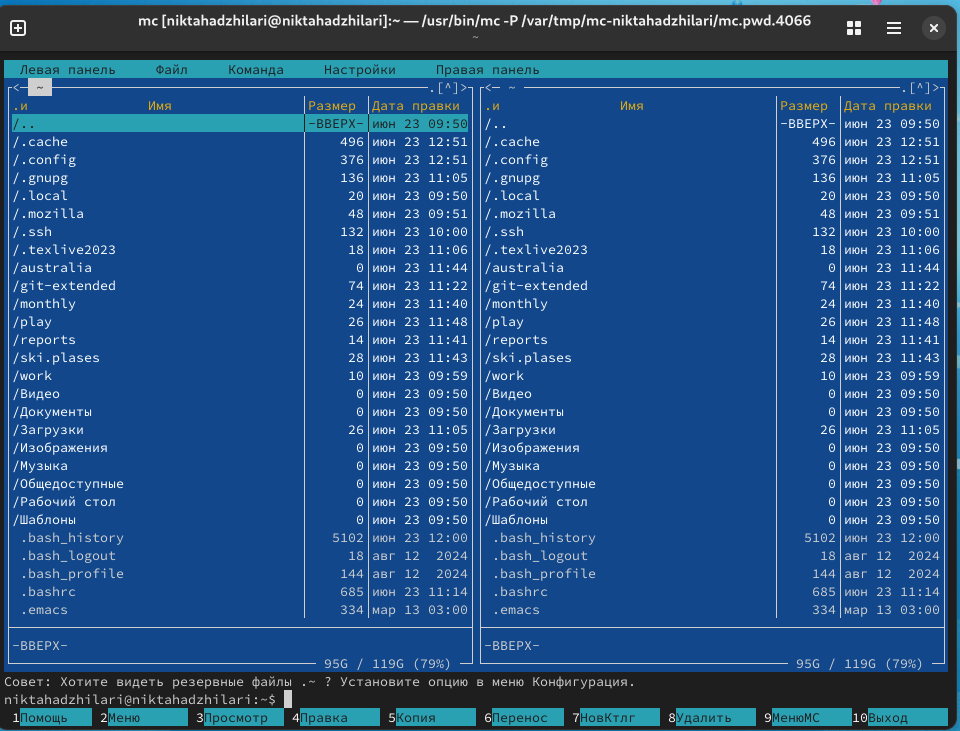 mc [niktahadzhilari@niktahadzhilari]:~ — /usr/bin/mc -P /var/tmp/mc-niktahadzhilari/mc.pwd.4066
~
Левая панель Файл Команда Настройки Правая панель
<— ~ .[^]> <— ~ .[^]>
.и Имя Размер Дата правки .и Имя Размер Дата правки
/.. -ВВЕРХ- июн 23 09:50 /.. -ВВЕРХ- июн 23 09:50
/.cache 496 июн 23 12:51 /.cache 496 июн 23 12:51
/.config 376 июн 23 12:51 /.config 376 июн 23 12:51
/.gnupg 136 июн 23 11:05 /.gnupg 136 июн 23 11:05
/.local 20 июн 23 09:50 /.local 20 июн 23 09:50
/.mozilla 48 июн 23 09:51 /.mozilla 48 июн 23 09:51
/.ssh 132 июн 23 10:00 /.ssh 132 июн 23 10:00
/.texlive2023 18 июн 23 11:06 /.texlive2023 18 июн 23 11:06
/australia 0 июн 23 11:44 /australia 0 июн 23 11:44
/git-extended 74 июн 23 11:22 /git-extended 74 июн 23 11:22
/monthly 24 июн 23 11:40 /monthly 24 июн 23 11:40
/play 26 июн 23 11:48 /play 26 июн 23 11:48
/reports 14 июн 23 11:41 /reports 14 июн 23 11:41
/ski.plases 28 июн 23 11:43 /ski.plases 28 июн 23 11:43
/work 10 июн 23 09:59 /work 10 июн 23 09:59
/Видео 0 июн 23 09:50 /Видео 0 июн 23 09:50
/Документы 0 июн 23 09:50 /Документы 0 июн 23 09:50
/Загрузки 26 июн 23 11:05 /Загрузки 26 июн 23 11:05
/Изображения 0 июн 23 09:50 /Изображения 0 июн 23 09:50
/Музыка 0 июн 23 09:50 /Музыка 0 июн 23 09:50
/Общедоступные 0 июн 23 09:50 /Общедоступные 0 июн 23 09:50
/Рабочий стол 0 июн 23 09:50 /Рабочий стол 0 июн 23 09:50
/Шаблоны 0 июн 23 09:50 /Шаблоны 0 июн 23 09:50
.bash_history 5102 июн 23 12:00 .bash_history 5102 июн 23 12:00
.bash_logout 18 авг 12 2024 .bash_logout 18 авг 12 2024
.bash_profile 144 авг 12 2024 .bash_profile 144 авг 12 2024
.bashrc 685 июн 23 11:14 .bashrc 685 июн 23 11:14
.emacs 334 мар 13 03:00 .emacs 334 мар 13 03:00
-ВВЕРХ- -ВВЕРХ-
95G / 119G (79%) 95G / 119G (79%)
Совет: Хотите видеть резервные файлы .~ ? Установите опцию в меню Конфигурация.
niktahadzhilari@niktahadzhilari:~$
1Помощь 2Меню 3Просмотр 4Правка 5Копия 6Перенос 7НовКтлг 8Удалить 9МенюМС 10Выход